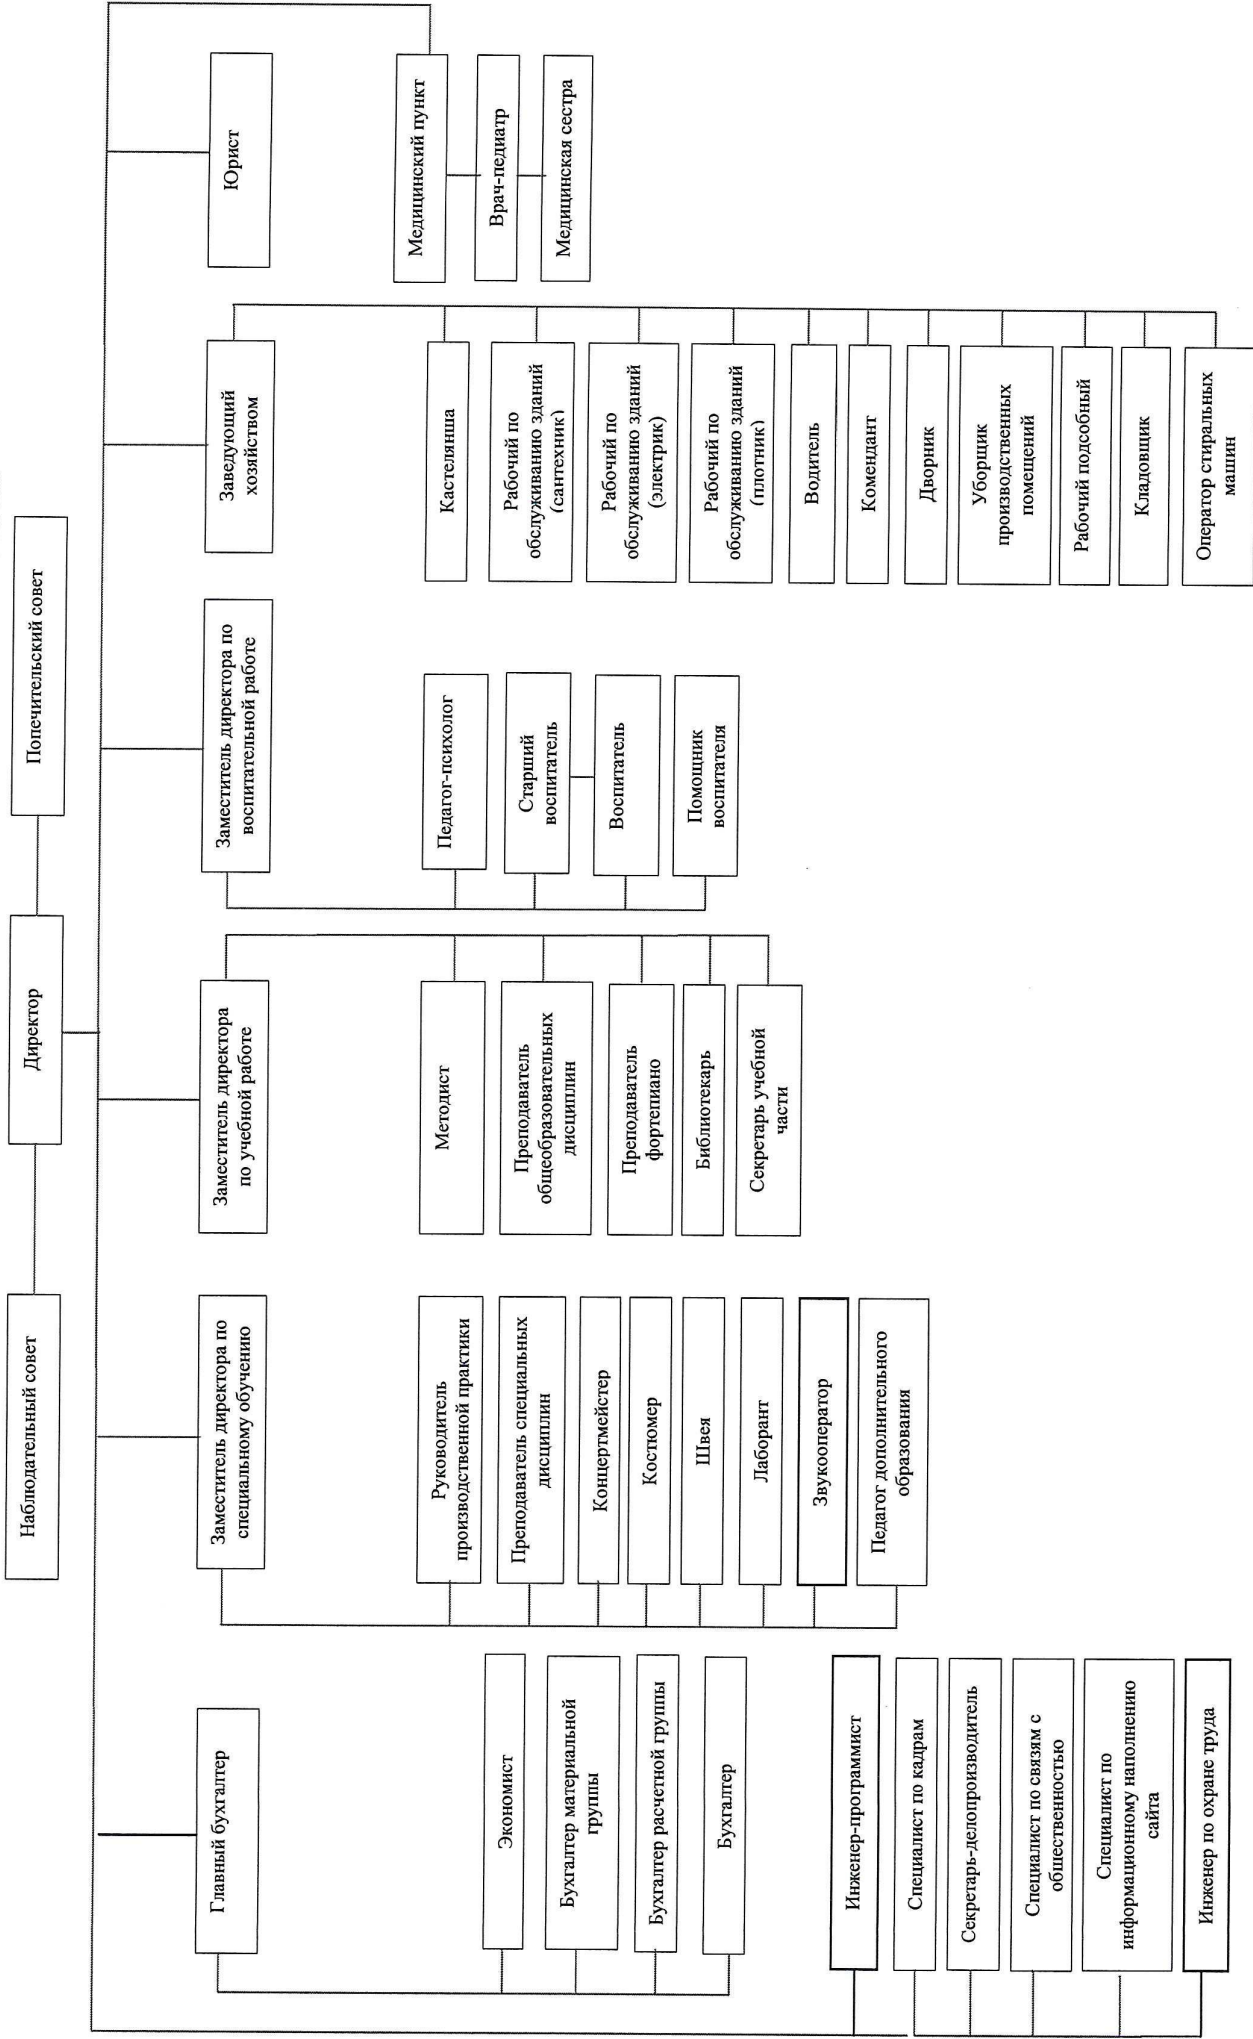 Наблюдательный совет
Директор
Попечительский совет
Главный бухгалтер
Заместитель директора по
специальному обучению
Заместитель директора
по учебной работе
Заместитель директора по
воспитательной работе
Заведующий
хозяйством
Юрист
Экономист
Бухгалтер материальной
группы
Бухгалтер расчетной группы
Бухгалтер
Инженер-программист
Специалист по кадрам
Секретарь-делопроизводитель
Специалист по связям с
общественностью
Специалист по
информационному наполнению
сайта
Инженер по охране труда
Руководитель
производственной практики
Преподаватель специальных
дисциплин
Концертмейстер
Костюмер
Швея
Лаборант
Звукооператор
Педагог дополнительного
образования
Методист
Преподаватель
общеобразовательных
дисциплин
Преподаватель
фортепиано
Библиотекарь
Секретарь учебной
части
Педагог-психолог
Старший
воспитатель
Воспитатель
Помощник
воспитателя
Кастелянша
Рабочий по
обслуживанию зданий
(сантехник)
Рабочий по
обслуживанию зданий
(электрик)
Рабочий по
обслуживанию зданий
(плотник)
Водитель
Комендант
Дворник
Уборщик
производственных
помещений
Рабочий подсобный
Кладовщик
Оператор стиральных
машин
Медицинский пункт
Врач-педиатр
Медицинская сестра